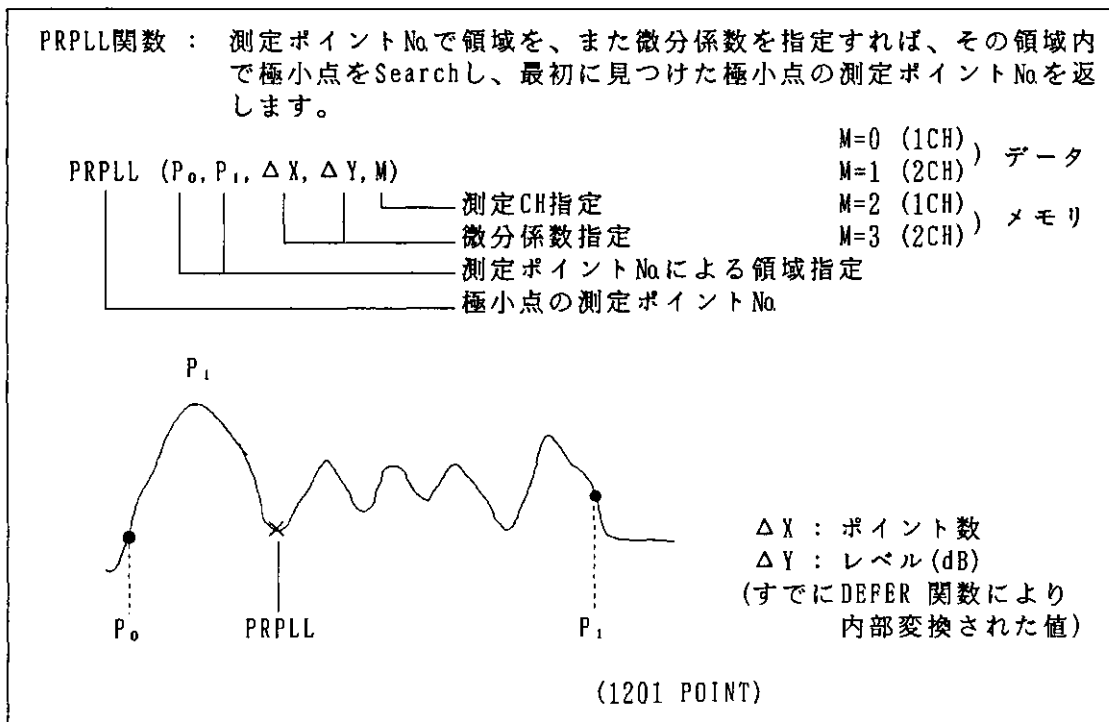 PRPLL関数 : 測定ポイント№で領域を、また微分係数を指定すれば、その領域内
で極小点をSearchし、最初に見つけた極小点の測定ポイント№を返
します。
PRPLL (P₀, P₁, ΔX, ΔY, M)
測定CH指定
微分係数指定
測定ポイント№による領域指定
極小点の測定ポイント№
M=0 (1CH)
M=1 (2CH) ) データ
M=2 (1CH)
M=3 (2CH) ) メモリ
P₁
P₀
PRPLL
P₁
ΔX : ポイント数
ΔY : レベル(dB)
(すでにDEFER 関数により
内部変換された値)
(1201 POINT)